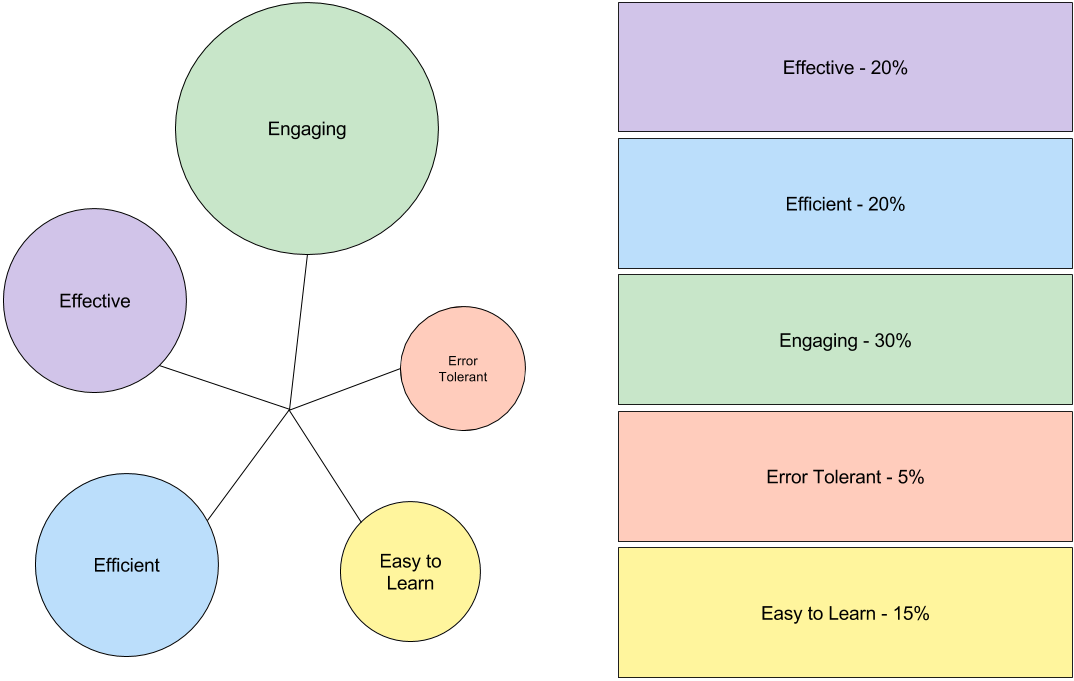 Engaging
Effective
Error
Tolerant
Efficient
Easy to
Learn
Effective - 20%
Efficient - 20%
Engaging - 30%
Error Tolerant - 5%
Easy to Learn - 15%